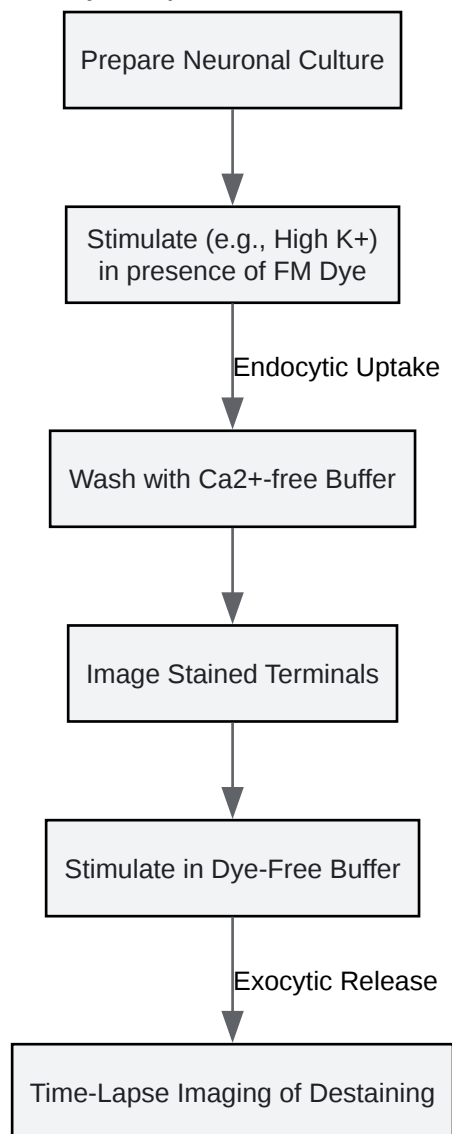 Prepare Neuronal Culture
Stimulate (e.g., High K+)
in presence of FM Dye
Endocytic Uptake
Wash with Ca2+-free Buffer
Image Stained Terminals
Stimulate in Dye-Free Buffer
Exocytic Release
Time-Lapse Imaging of Destaining